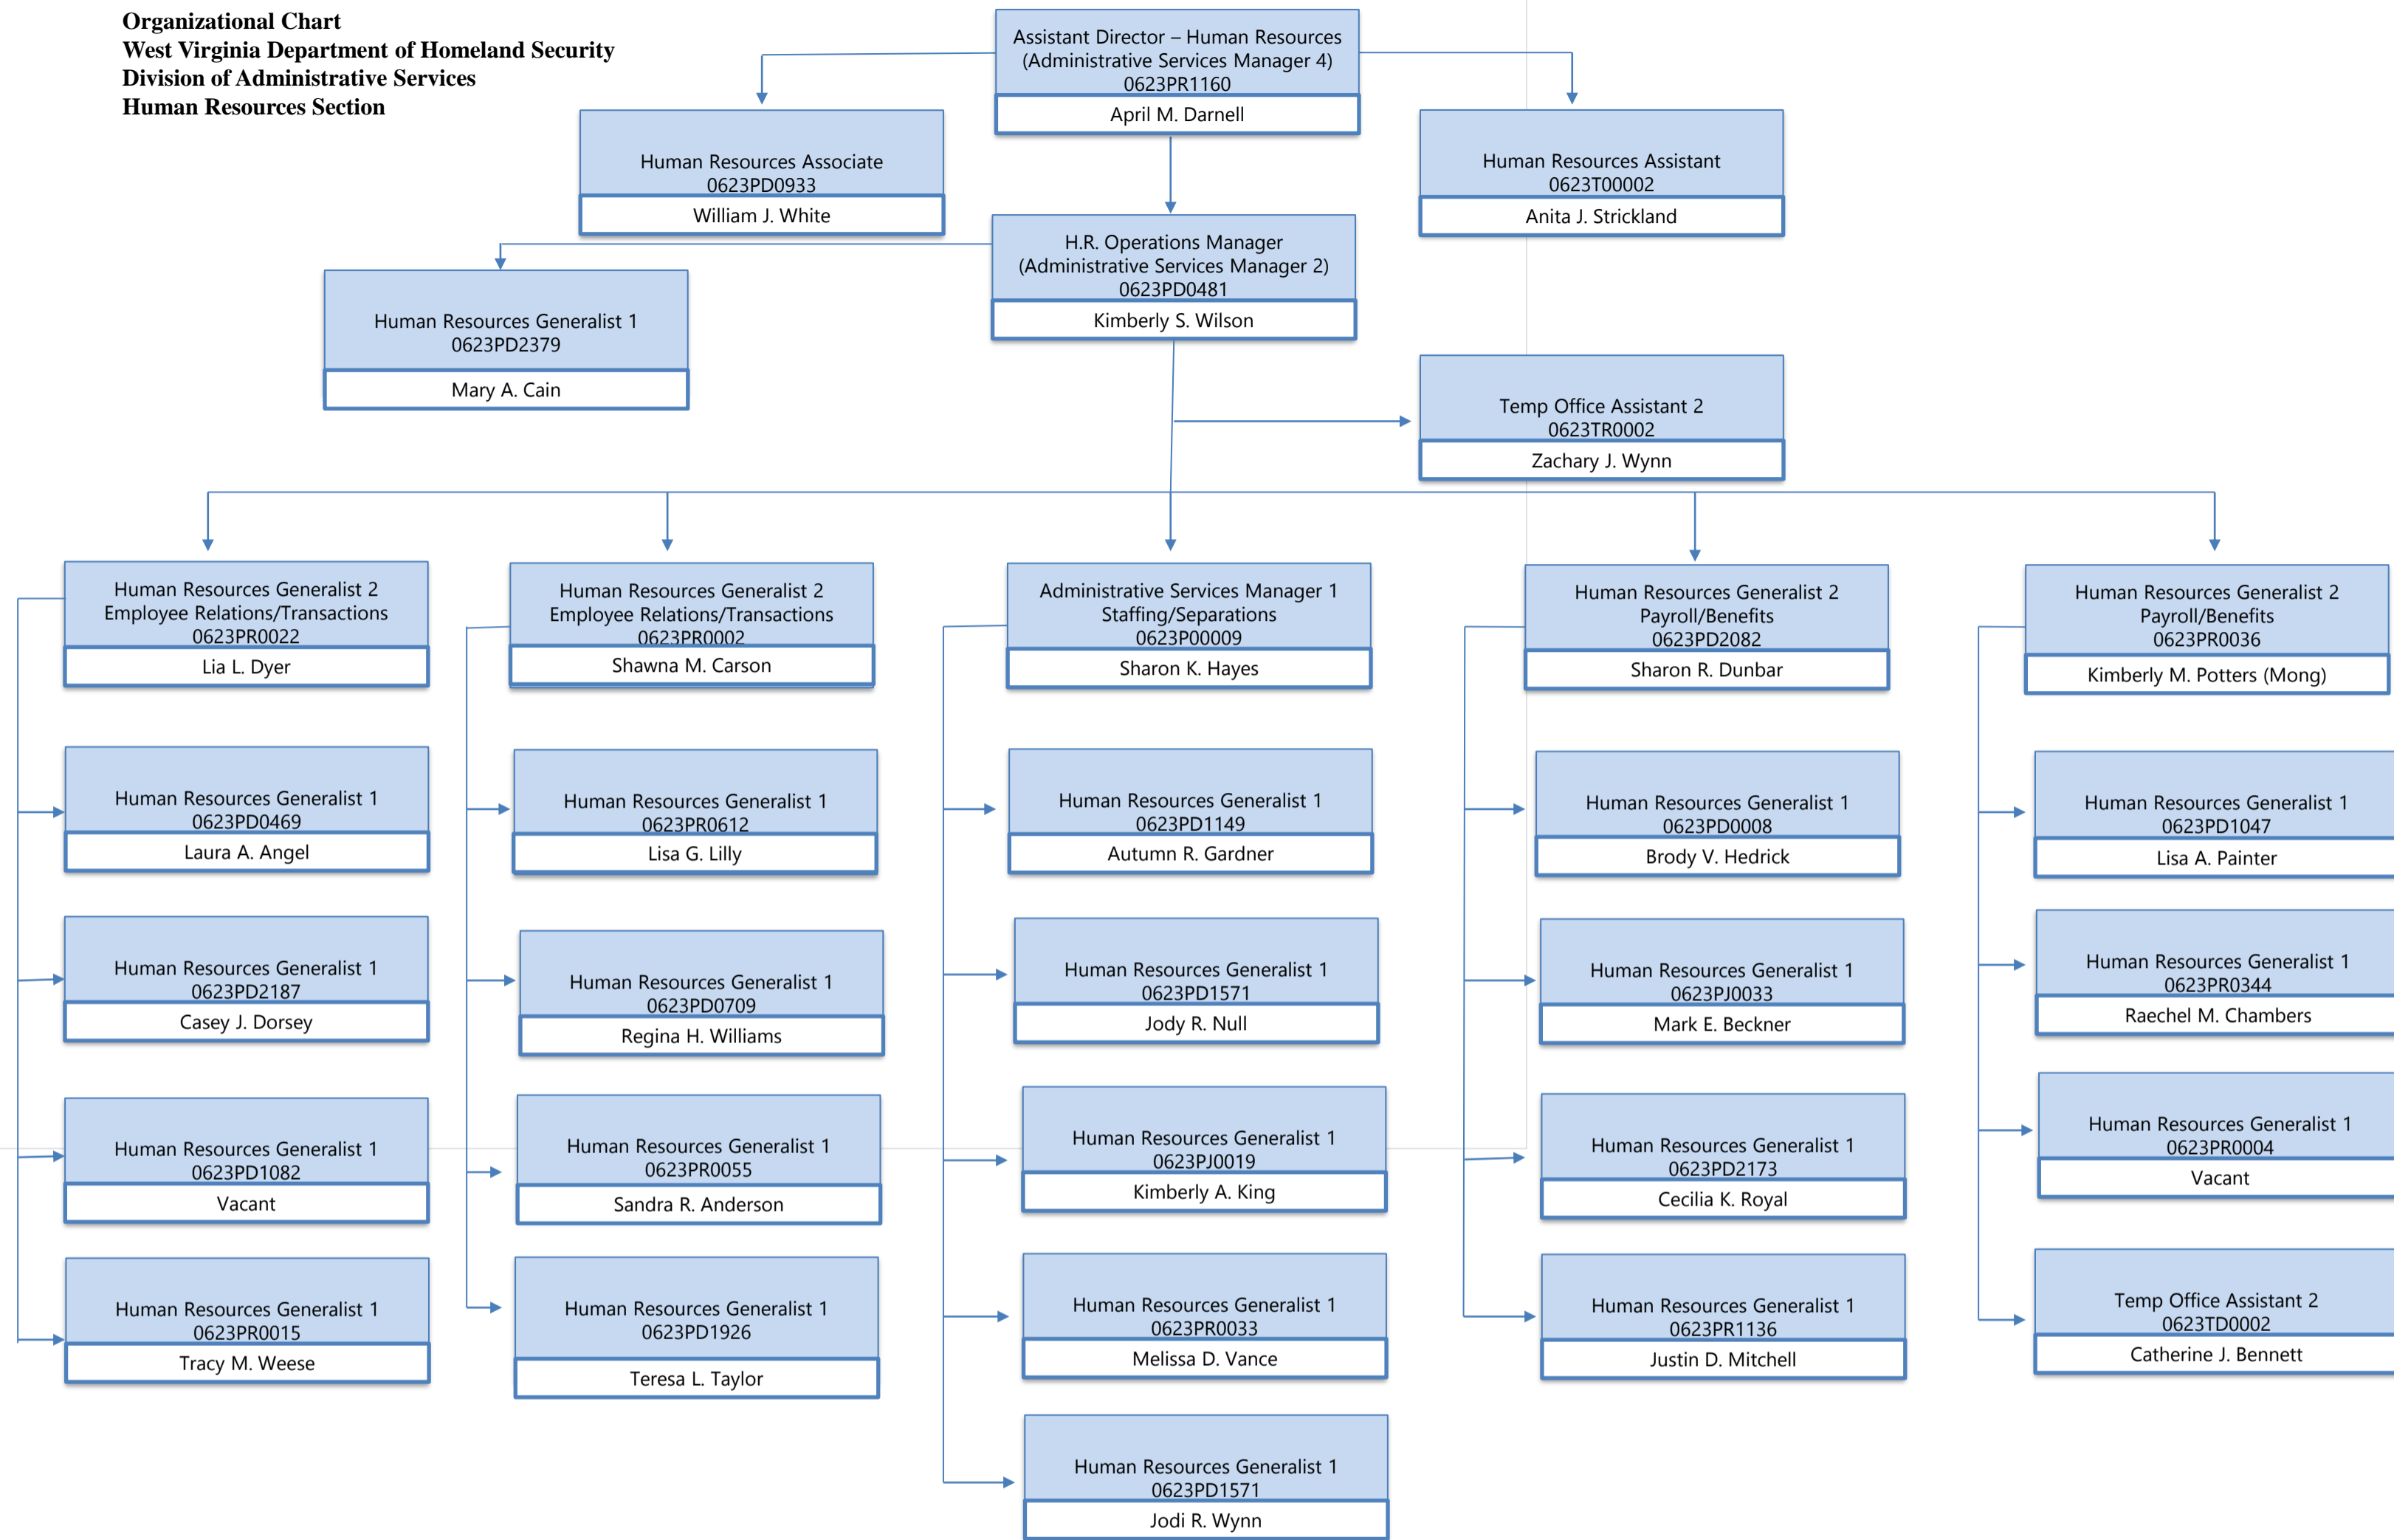 Organizational Chart
West Virginia Department of Homeland Security
Division of Administrative Services
Human Resources Section
Assistant Director – Human Resources
(Administrative Services Manager 4)
0623PR1160
April M. Darnell
Human Resources Associate
0623PD0933
William J. White
Human Resources Assistant
0623T00002
Anita J. Strickland
H.R. Operations Manager
(Administrative Services Manager 2)
0623PD0481
Kimberly S. Wilson
Human Resources Generalist 1
0623PD2379
Mary A. Cain
Temp Office Assistant 2
0623TR0002
Zachary J. Wynn
Human Resources Generalist 2
Employee Relations/Transactions
0623PR0022
Lia L. Dyer
Human Resources Generalist 1
0623PD0469
Laura A. Angel
Human Resources Generalist 1
0623PD2187
Casey J. Dorsey
Human Resources Generalist 1
0623PD1082
Vacant
Human Resources Generalist 1
0623PR0015
Tracy M. Weese
Human Resources Generalist 2
Employee Relations/Transactions
0623PR0002
Shawna M. Carson
Human Resources Generalist 1
0623PR0612
Lisa G. Lilly
Human Resources Generalist 1
0623PD0709
Regina H. Williams
Human Resources Generalist 1
0623PR0055
Sandra R. Anderson
Human Resources Generalist 1
0623PD1926
Teresa L. Taylor
Administrative Services Manager 1
Staffing/Separations
0623P00009
Sharon K. Hayes
Human Resources Generalist 1
0623PD1149
Autumn R. Gardner
Human Resources Generalist 1
0623PD1571
Jody R. Null
Human Resources Generalist 1
0623PJ0019
Kimberly A. King
Human Resources Generalist 1
0623PR0033
Melissa D. Vance
Human Resources Generalist 1
0623PD1571
Jodi R. Wynn
Human Resources Generalist 2
Payroll/Benefits
0623PD2082
Sharon R. Dunbar
Human Resources Generalist 1
0623PD0008
Brody V. Hedrick
Human Resources Generalist 1
0623PJ0033
Mark E. Beckner
Human Resources Generalist 1
0623PD2173
Cecilia K. Royal
Human Resources Generalist 1
0623PR1136
Justin D. Mitchell
Human Resources Generalist 2
Payroll/Benefits
0623PR0036
Kimberly M. Potters (Mong)
Human Resources Generalist 1
0623PD1047
Lisa A. Painter
Human Resources Generalist 1
0623PR0344
Raechel M. Chambers
Human Resources Generalist 1
0623PR0004
Vacant
Temp Office Assistant 2
0623TD0002
Catherine J. Bennett